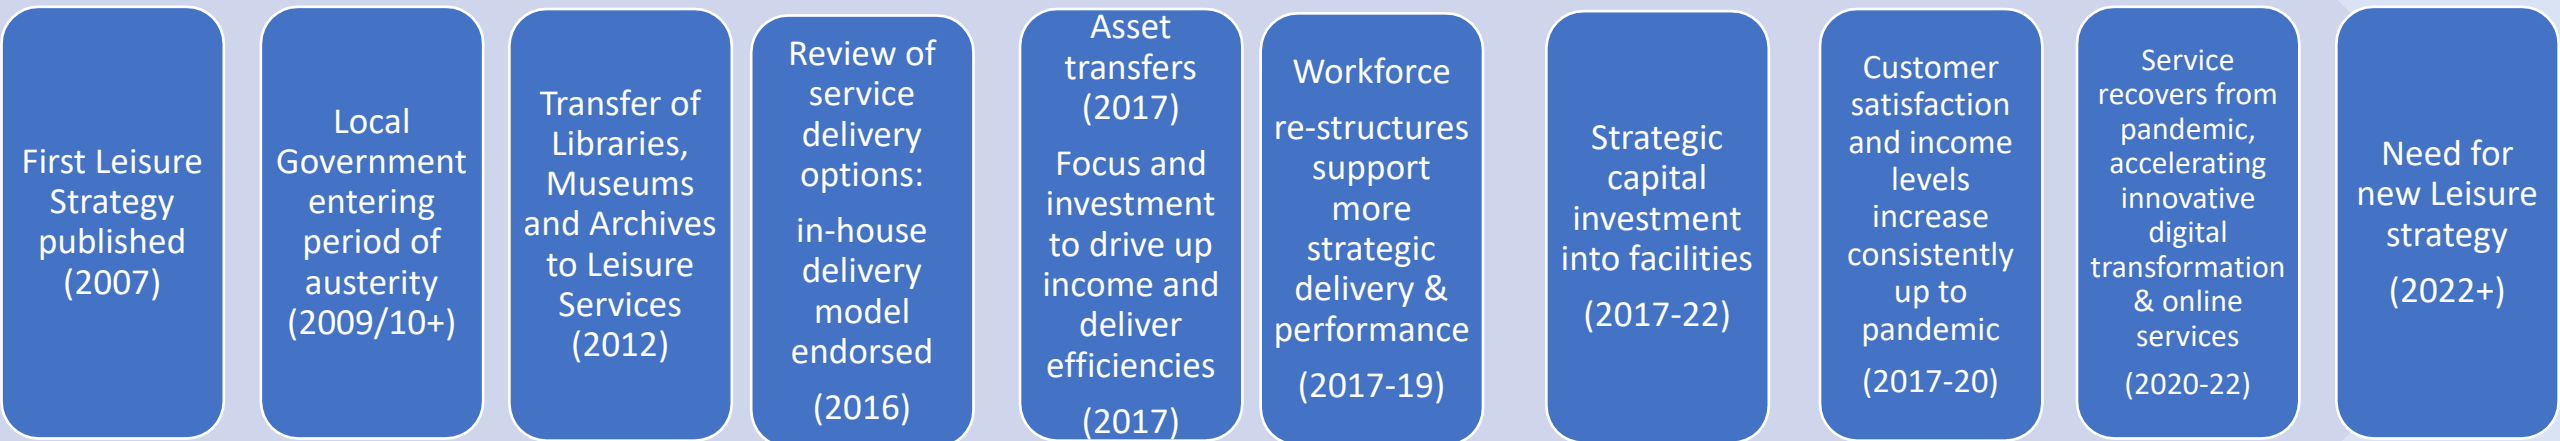 First Leisure
Strategy
published
(2007)
Local
Government
entering
period of
austerity
(2009/10+)
Transfer of
Libraries,
Museums
and Archives
to Leisure
Services
(2012)
Review of
service
delivery
options:
in-house
delivery
model
endorsed
(2016)
Asset
transfers
(2017)
Focus and
investment
to drive up
income and
deliver
efficiencies
(2017)
Workforce
re-structures
support
more
strategic
delivery &
performance
(2017-19)
Strategic
capital
investment
into facilities
(2017-22)
Customer
satisfaction
and income
levels
increase
consistently
up to
pandemic
(2017-20)
Service
recovers from
pandemic,
accelerating
innovative
digital
transformation
& online
services
(2020-22)
Need for
new Leisure
strategy
(2022+)